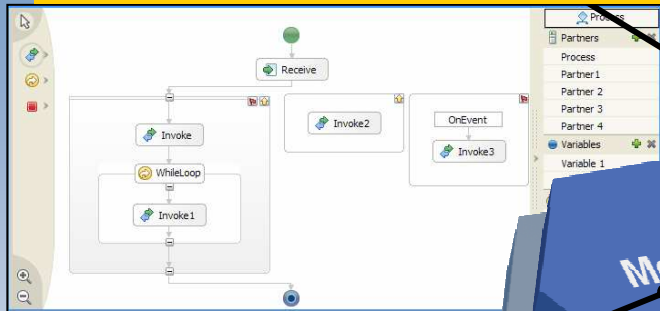 Receive
Invoke
WhileLoop
Invoke1
Invoke2
OnEvent
Invoke3
Partners
Process
Partner1
Partner 2
Partner 3
Partner 4
Variables
Variable 1